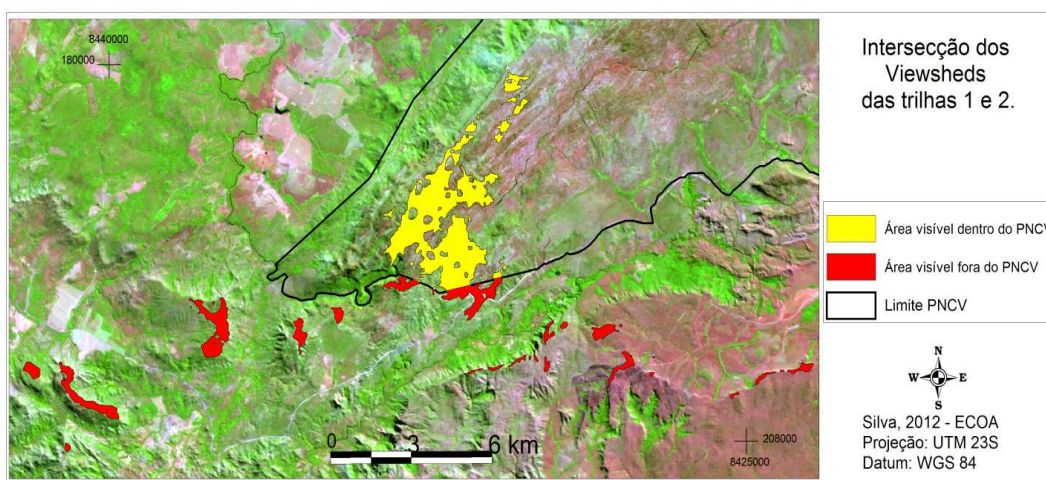 8440000
180000
Intersecção dos
Viewsheds
das trilhas 1 e 2.
Área visível dentro do PNCV
Área visível fora do PNCV
Limite PNCV
N
W E
S
0 3 6 km
208000
8425000
Silva, 2012 - ECOA
Projeção: UTM 23S
Datum: WGS 84